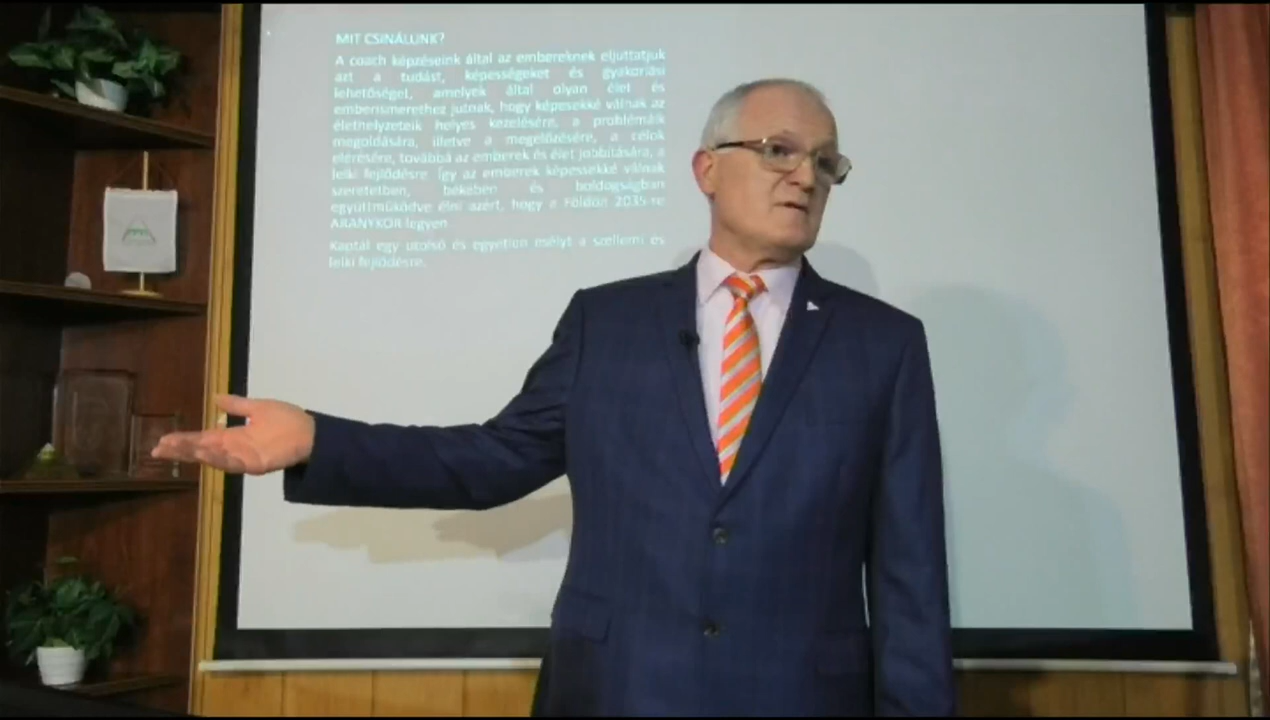 MIT CSINÁLUNK?
A coach képzéseink által az embereknek eljuttatjuk
azt a tudást, képességeket és gyakorlási
lehetőséget, amelyek által olyan élet és
emberismerethez jutnak, hogy képesekké válnak az
élethelyzeteik helyes kezelésére, a problémáik
megoldására, illetve a megelőzésére, a célok
elérésére, továbbá az emberek és élet jobbítására, a
lelki fejlődésre. Így az emberek képessekké válnak
szeretetben, békében és boldogságban
együttműködve élni azért, hogy a Földön 2035-re
ARANYKOR legyen
egy utolsó és egyetlen esélyt a szellemi és
lelki fejlődésre.